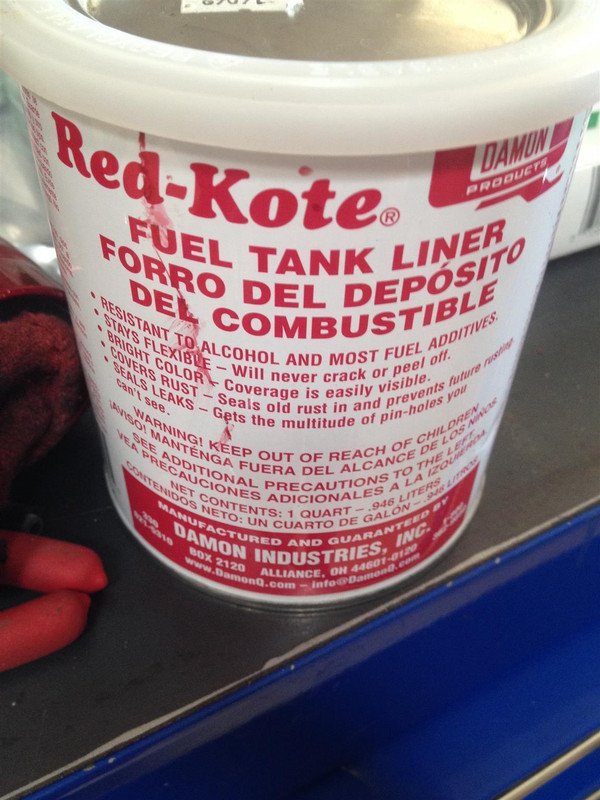 Red-Kote®
DAMON
PRODUCTS
FUEL TANK LINER
FORRO DEL DEPÓSITO
DEL COMBUSTIBLE
• RESISTANT TO ALCOHOL AND MOST FUEL ADDITIVES.
• STAYS FLEXIBLE – Will never crack or peel off.
• BRIGHT COLOR – Coverage is easily visible.
• COVERS RUST – Seals old rust in and prevents future rusting
• SEALS LEAKS – Gets the multitude of pin-holes you
can't see.
WARNING! KEEP OUT OF REACH OF CHILDREN
¡AVISO! MANTÉNGA FUERA DEL ALCANCE DE LOS NIÑOS
SEE ADDITIONAL PRECAUTIONS TO THE LEFT
VEA PRECAUCIONES ADICIONALES A LA IZQUIERDA
NET CONTENTS: 1 QUART – .946 LITERS
CONTENIDOS NETO: UN CUARTO DE GALÓN – .946 LITROS
MANUFACTURED AND GUARANTEED BY
DAMON INDUSTRIES, INC.
BOX 2120 ALLIANCE, OH 44601-0120
www.DamonQ.com – info@DamonQ.com